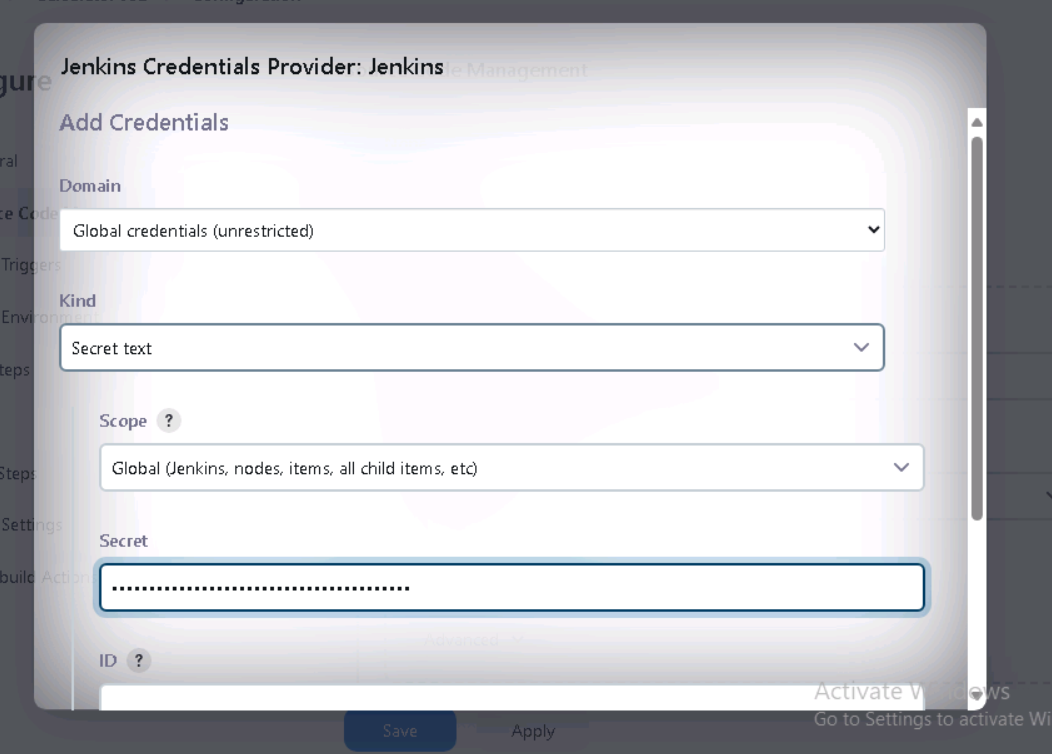 Jenkins Credentials Provider: Jenkins
Management
gure
Add Credentials
ral
Domain
ce Code
Global credentials (unrestricted)
Triggers
Kind
Environment
Secret text
teps
Scope ?
Global (Jenkins, nodes, items, all child items, etc)
Steps
Settings
Secret
build Actions
••••••••••••••••••••••••••••••••••••••••
Advanced
ID ?
Activate Windows
Go to Settings to activate Wi
Save Apply